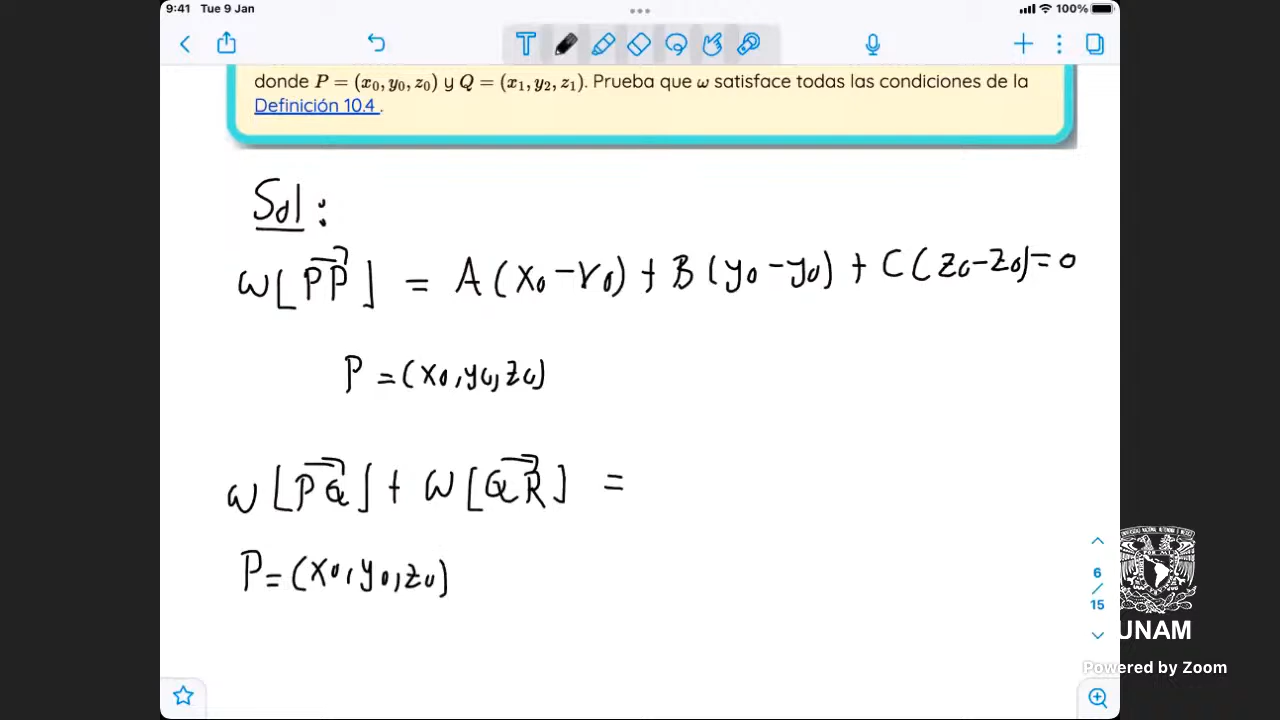 9:41 Tue 9 Jan 100%
donde P = (x₀, y₀, z₀) y Q = (x₁, y₂, z₁). Prueba que ω satisface todas las condiciones de la
Definición 10.4 .
Sol :
ω[PP⃗] = A(x₀ - x₀) + B(y₀ - y₀) + C(z₀ - z₀) = 0
P = (x₀, y₀, z₀)
ω[PQ⃗] + ω[QR⃗] =
P = (x₀, y₀, z₀)
6
/
15
UNAM
Powered by Zoom